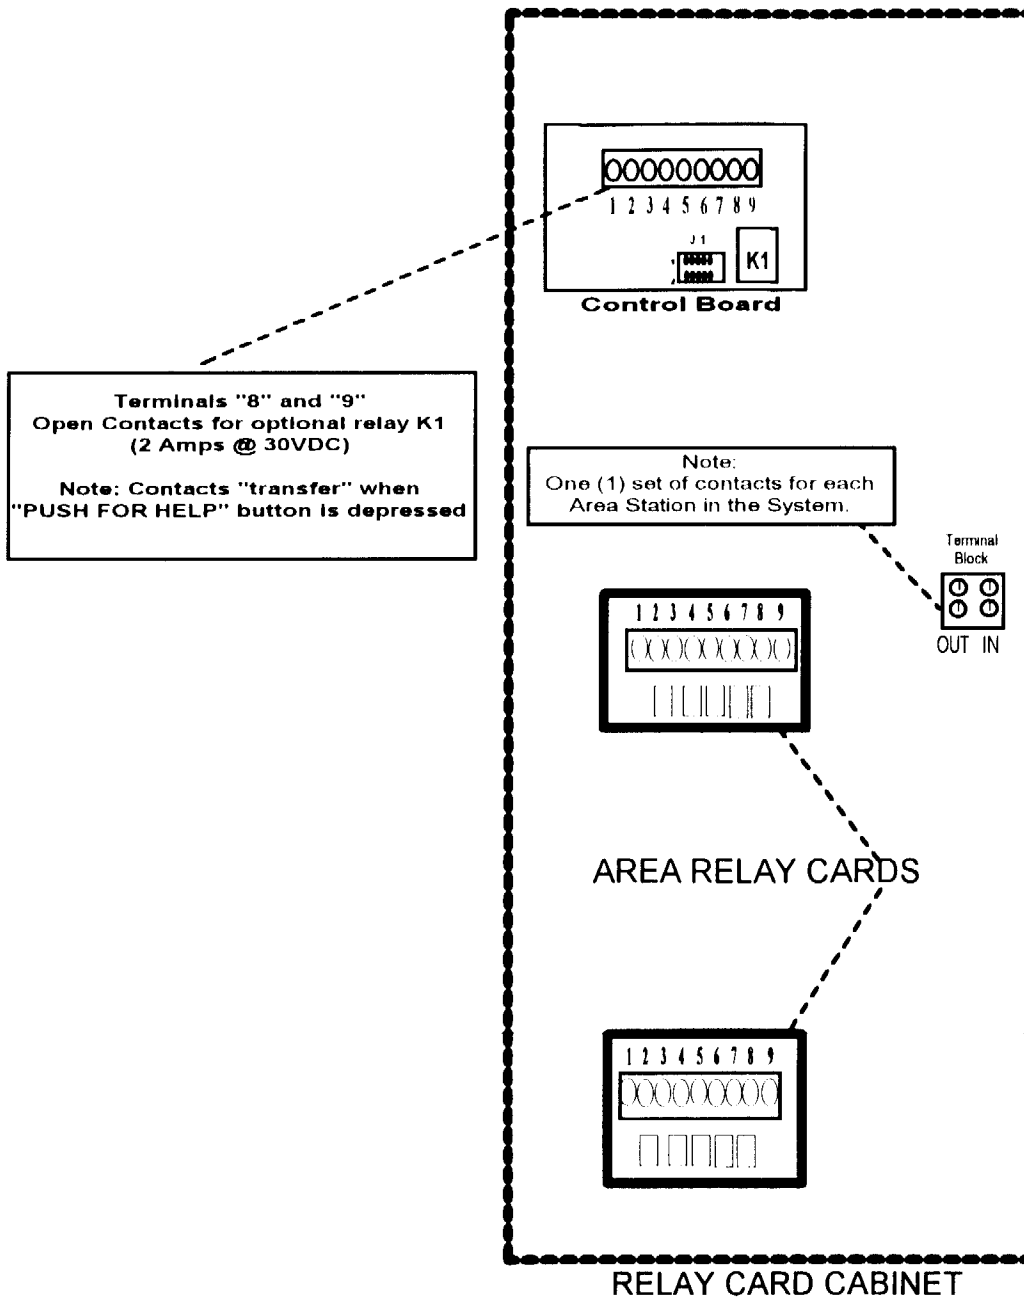 1 2 3 4 5 6 7 8 9
J1
K1
Control Board
Terminals "8" and "9"
Open Contacts for optional relay K1
(2 Amps @ 30VDC)
Note: Contacts "transfer" when
"PUSH FOR HELP" button is depressed
Note:
One (1) set of contacts for each
Area Station in the System.
Terminal
Block
OUT IN
1 2 3 4 5 6 7 8 9
AREA RELAY CARDS
1 2 3 4 5 6 7 8 9
RELAY CARD CABINET